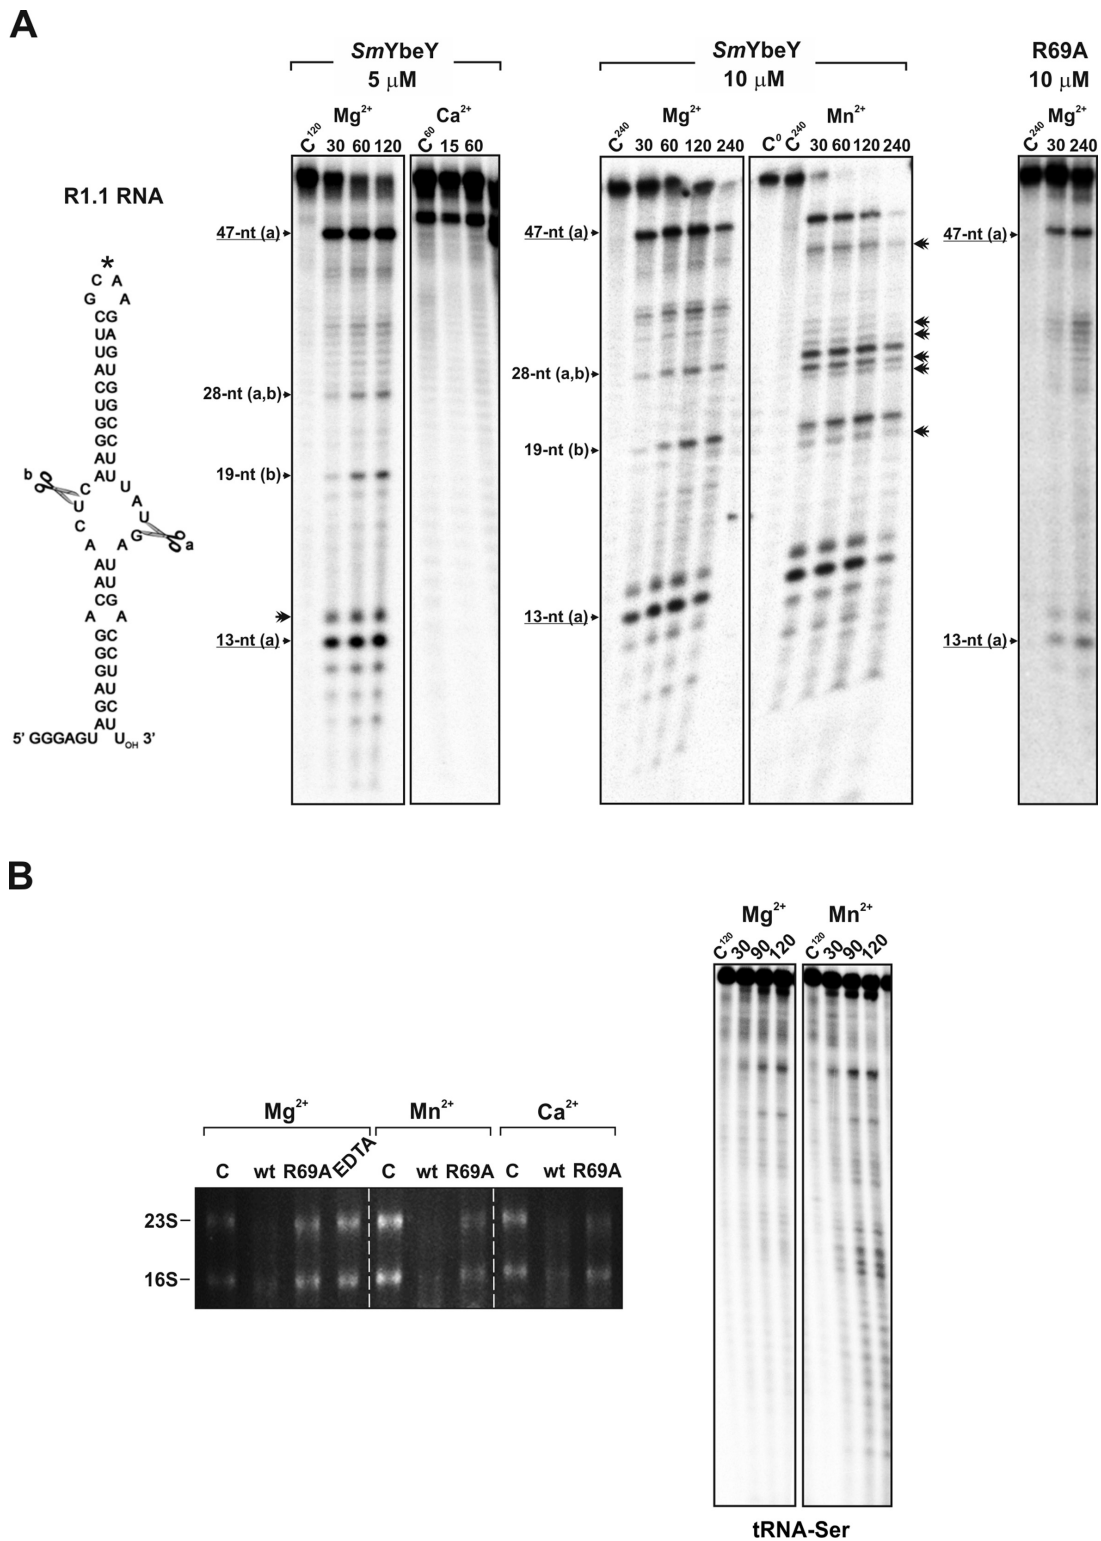 A
SmYbeY
5 μM
SmYbeY
10 μM
R69A
10 μM
Mg2+
Ca2+
Mg2+
Mn2+
Mg2+
C120 30 60 120
C60 15 60
C240 30 60 120 240
C0 C240 30 60 120 240
C240 30 240
R1.1 RNA
47-nt (a)
28-nt (a,b)
19-nt (b)
13-nt (a)
47-nt (a)
28-nt (a,b)
19-nt (b)
13-nt (a)
47-nt (a)
13-nt (a)
*
C A
G A
CG
UA
UG
AU
CG
UG
GC
GC
AU
AU
b
C U
U A
C U
G
a
A A
AU
AU
CG
A A
GC
GC
GU
AU
GC
AU
5' GGGAGU UOH 3'
B
Mg2+
Mn2+
C120 30 90 120
C120 30 90 120
Mg2+
Mn2+
Ca2+
C wt R69A EDTA C wt R69A C wt R69A
23S
16S
tRNA-Ser